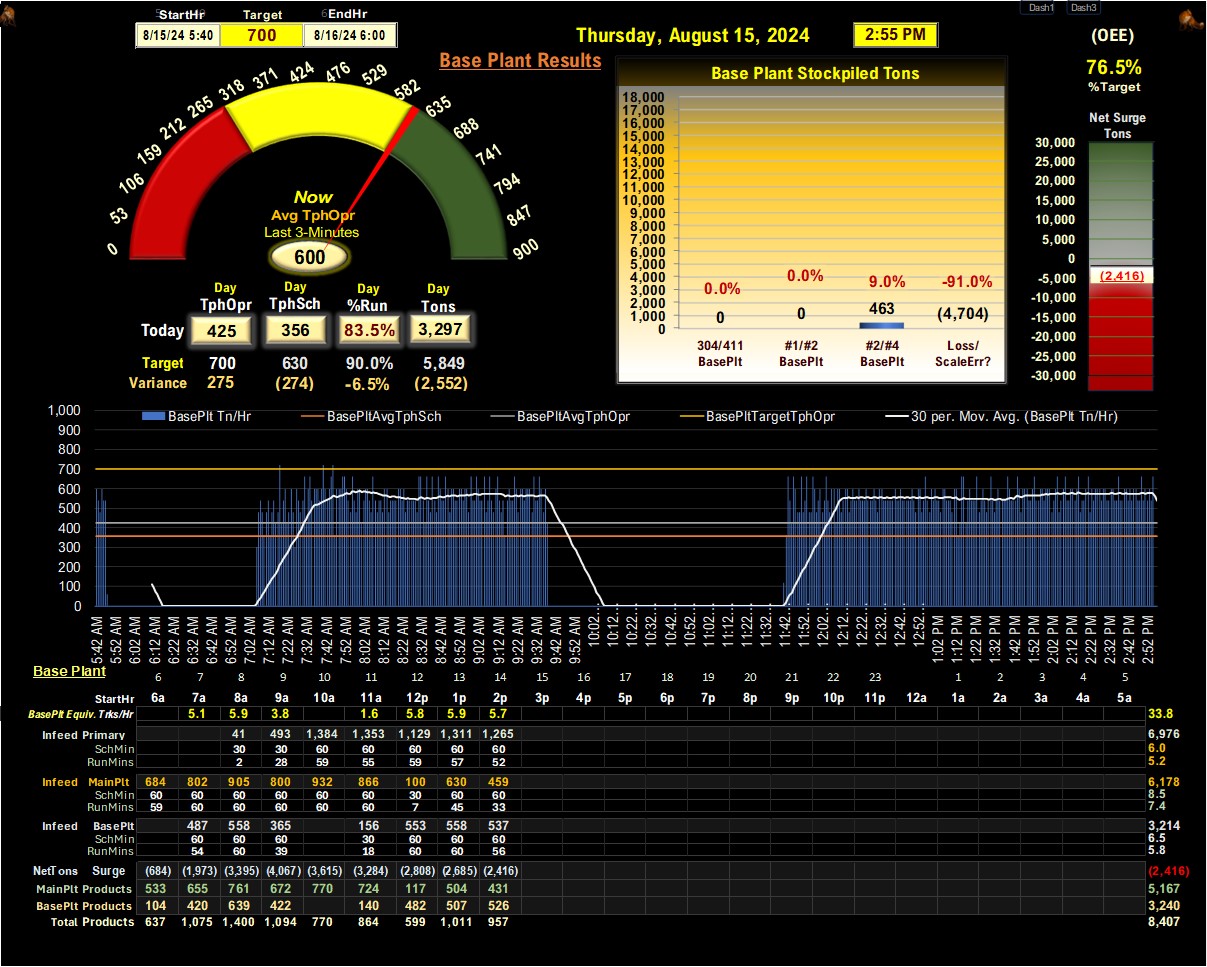 Dash1 Dash3
StartHr Target EndHr
8/15/24 5:40 700 8/16/24 6:00
Thursday, August 15, 2024 2:55 PM
(OEE)
76.5%
%Target
Base Plant Results
0 53 106 159 212 265 318 371 424 476 529 582 635 688 741 794 847 900
Now
Avg TphOpr
Last 3-Minutes
600
Day Day Day Day
TphOpr TphSch %Run Tons
Today 425 356 83.5% 3,297
Target 700 630 90.0% 5,849
Variance 275 (274) -6.5% (2,552)
Base Plant Stockpiled Tons
18,000
17,000
16,000
15,000
14,000
13,000
12,000
11,000
10,000
9,000
8,000
7,000
6,000
5,000
4,000
3,000
2,000
1,000
0
0.0% 0.0% 9.0% -91.0%
0 0 463 (4,704)
304/411 #1/#2 #2/#4 Loss/
BasePlt BasePlt BasePlt ScaleErr?
Net Surge
Tons
30,000
25,000
20,000
15,000
10,000
5,000
0
-5,000
-10,000
-15,000
-20,000
-25,000
-30,000
(2,416)
BasePlt Tn/Hr BasePltAvgTphSch BasePltAvgTphOpr BasePltTargetTphOpr 30 per. Mov. Avg. (BasePlt Tn/Hr)
1,000
900
800
700
600
500
400
300
200
100
0
5:42 AM 5:52 AM 6:02 AM 6:12 AM 6:22 AM 6:32 AM 6:42 AM 6:52 AM 7:02 AM 7:12 AM 7:22 AM 7:32 AM 7:42 AM 7:52 AM 8:02 AM 8:12 AM 8:22 AM 8:32 AM 8:42 AM 8:52 AM 9:02 AM 9:12 AM 9:22 AM 9:32 AM 9:42 AM 9:52 AM 10:02... 10:12... 10:22... 10:32... 10:42... 10:52... 11:02... 11:12... 11:22... 11:32... 11:42... 11:52... 12:02... 12:12... 12:22... 12:32... 12:42... 12:52... 1:02 PM 1:12 PM 1:22 PM 1:32 PM 1:42 PM 1:52 PM 2:02 PM 2:12 PM 2:22 PM 2:32 PM 2:42 PM 2:52 PM
Base Plant
6 7 8 9 10 11 12 13 14 15 16 17 18 19 20 21 22 23 1 2 3 4 5
StartHr 6a 7a 8a 9a 10a 11a 12p 1p 2p 3p 4p 5p 6p 7p 8p 9p 10p 11p 12a 1a 2a 3a 4a 5a
BasePlt Equiv. Trks/Hr 5.1 5.9 3.8 1.6 5.8 5.9 5.7 33.8
Infeed Primary 41 493 1,384 1,353 1,129 1,311 1,265 6,976
SchMin 30 30 60 60 60 60 60 6.0
RunMins 2 28 59 55 59 57 52 5.2
Infeed MainPlt 684 802 905 800 932 866 100 630 459 6,178
SchMin 60 60 60 60 60 60 30 60 60 8.5
RunMins 59 60 60 60 60 60 7 45 33 7.4
Infeed BasePlt 487 558 365 156 553 558 537 3,214
SchMin 60 60 60 30 60 60 60 6.5
RunMins 54 60 39 18 60 60 56 5.8
NetTons Surge (684) (1,973) (3,395) (4,067) (3,615) (3,284) (2,808) (2,685) (2,416) (2,416)
MainPlt Products 533 655 761 672 770 724 117 504 431 5,167
BasePlt Products 104 420 639 422 140 482 507 526 3,240
Total Products 637 1,075 1,400 1,094 770 864 599 1,011 957 8,407